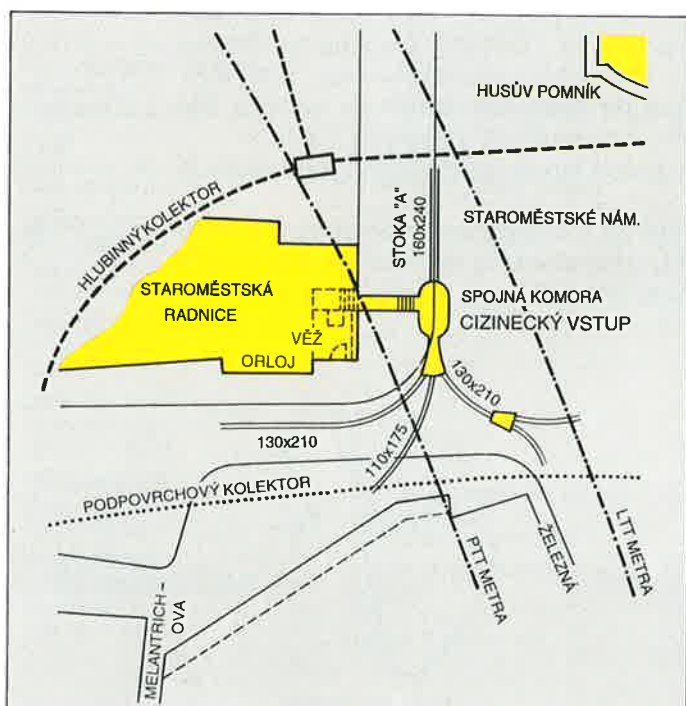 HUSŮV POMNÍK
HLUBINNÝ KOLEKTOR
STOKA "A"
160x240
STAROMĚSTSKÉ NÁM.
STAROMĚSTSKÁ
RADNICE
SPOJNÁ KOMORA
CIZINECKÝ VSTUP
VĚŽ
ORLOJ
130x210
130x210
110x175
PODPOVRCHOVÝ KOLEKTOR
PTT METRA
ŽELEZNÁ
LTT METRA
MELANTRICH -
OVA